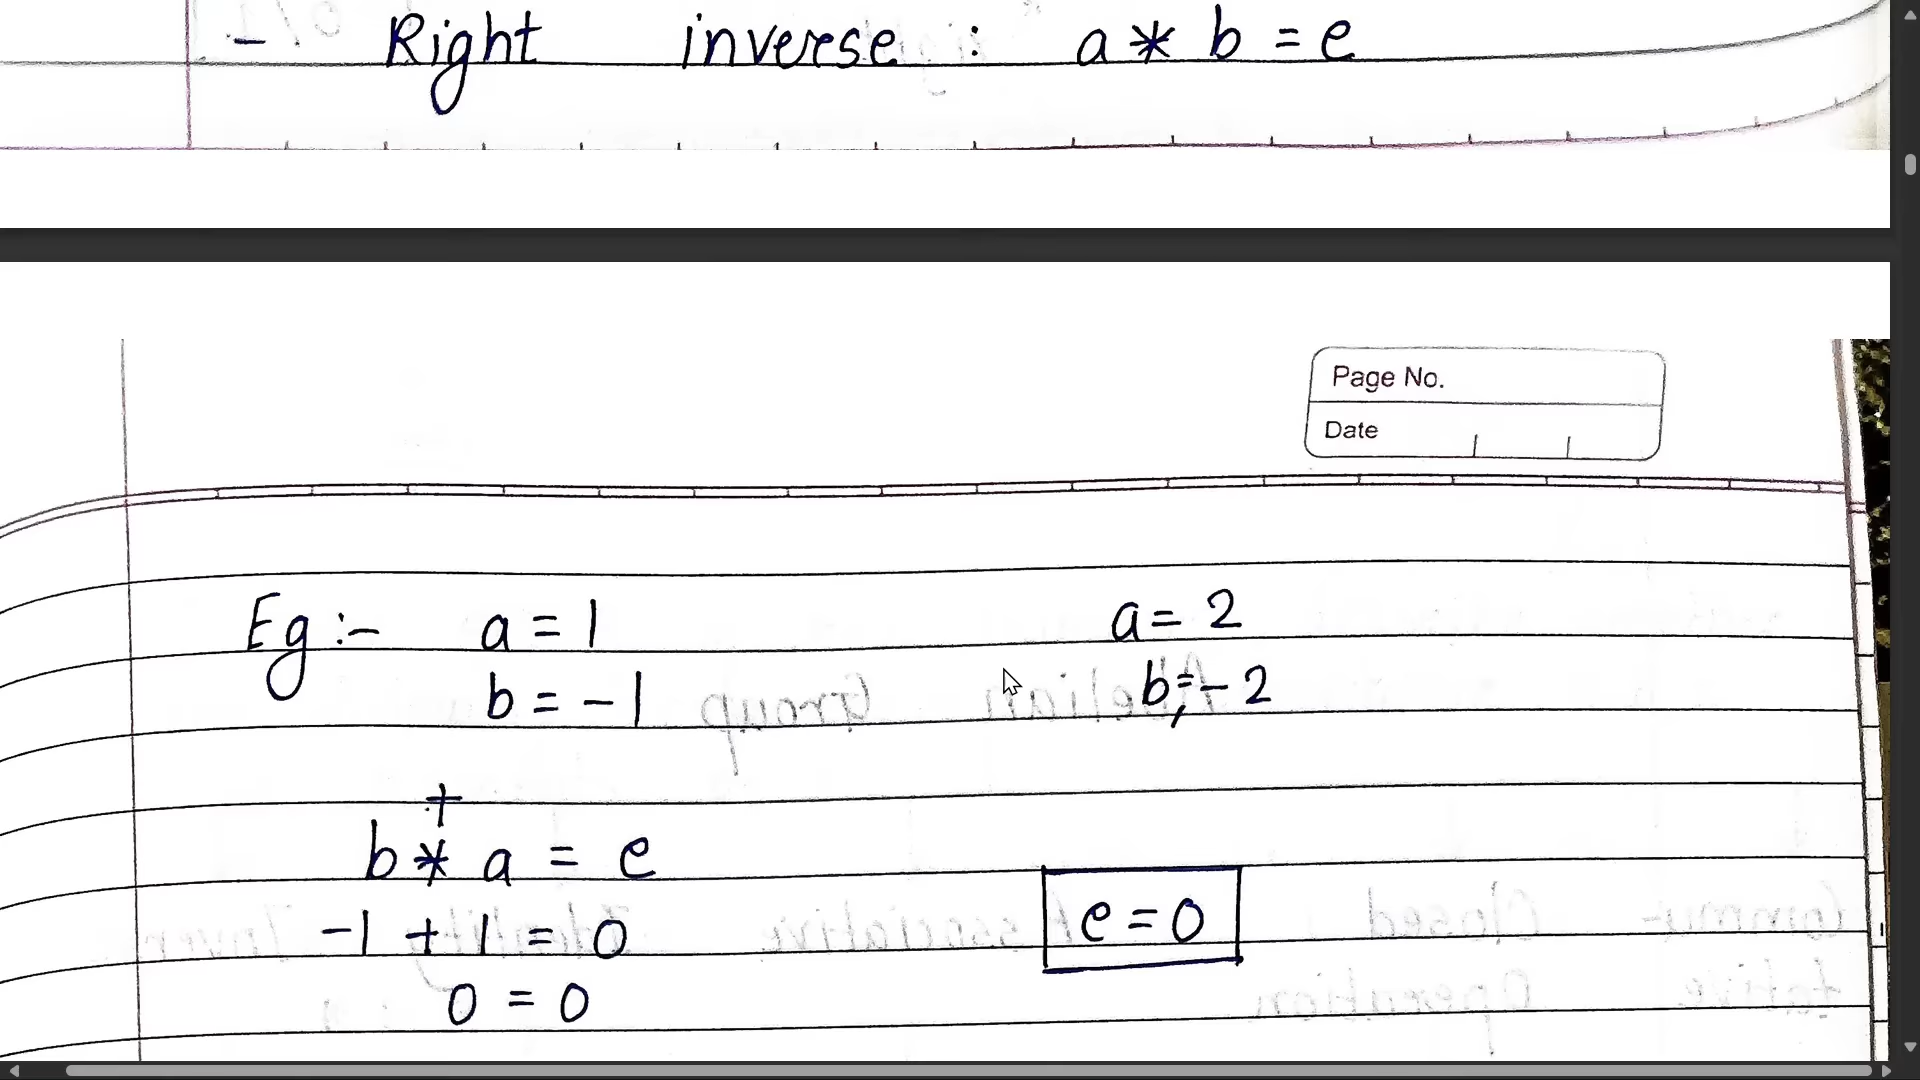 - Right inverse : a * b = e
Page No.
Date
Eg :- a = 1 a = 2
b = -1 b = -2
+
b * a = e
-1 + 1 = 0 e = 0
0 = 0